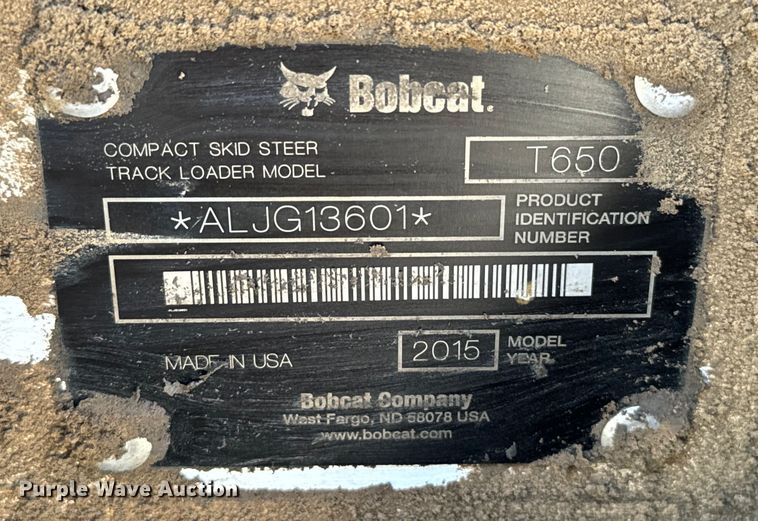 Bobcat.
COMPACT SKID STEER
TRACK LOADER MODEL
T650
*ALJG13601*
PRODUCT
IDENTIFICATION
NUMBER
MADE IN USA
2015
MODEL
YEAR
Bobcat Company
West Fargo, ND 58078 USA
www.bobcat.com
Purple Wave Auction